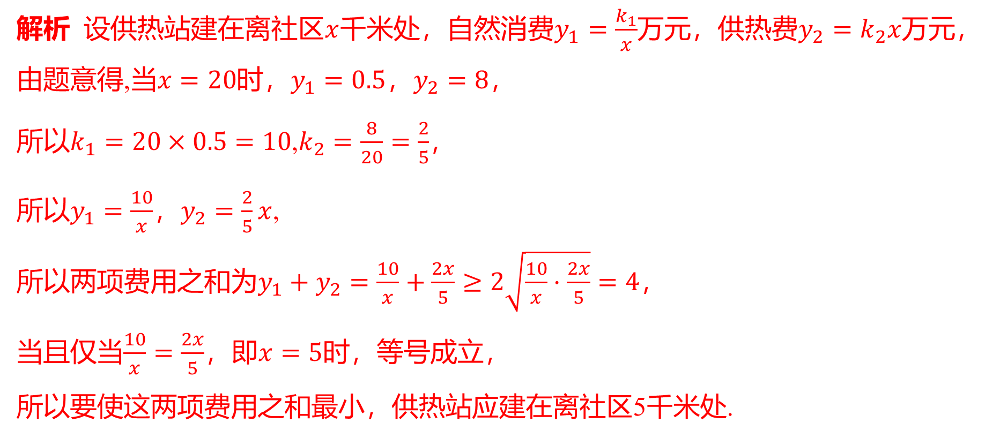 解析 设供热站建在离社区$x$千米处，自然消费$y_1 = \frac{k_1}{x}$万元，供热费$y_2 = k_2 x$万元，
由题意得,当$x = 20$时，$y_1 = 0.5$，$y_2 = 8$，
所以$k_1 = 20 \times 0.5 = 10$,$k_2 = \frac{8}{20} = \frac{2}{5}$,
所以$y_1 = \frac{10}{x}$，$y_2 = \frac{2}{5}x$,
所以两项费用之和为$y_1 + y_2 = \frac{10}{x} + \frac{2x}{5} \geq 2\sqrt{\frac{10}{x} \cdot \frac{2x}{5}} = 4$，
当且仅当$\frac{10}{x} = \frac{2x}{5}$，即$x = 5$时，等号成立，
所以要使这两项费用之和最小，供热站应建在离社区5千米处.